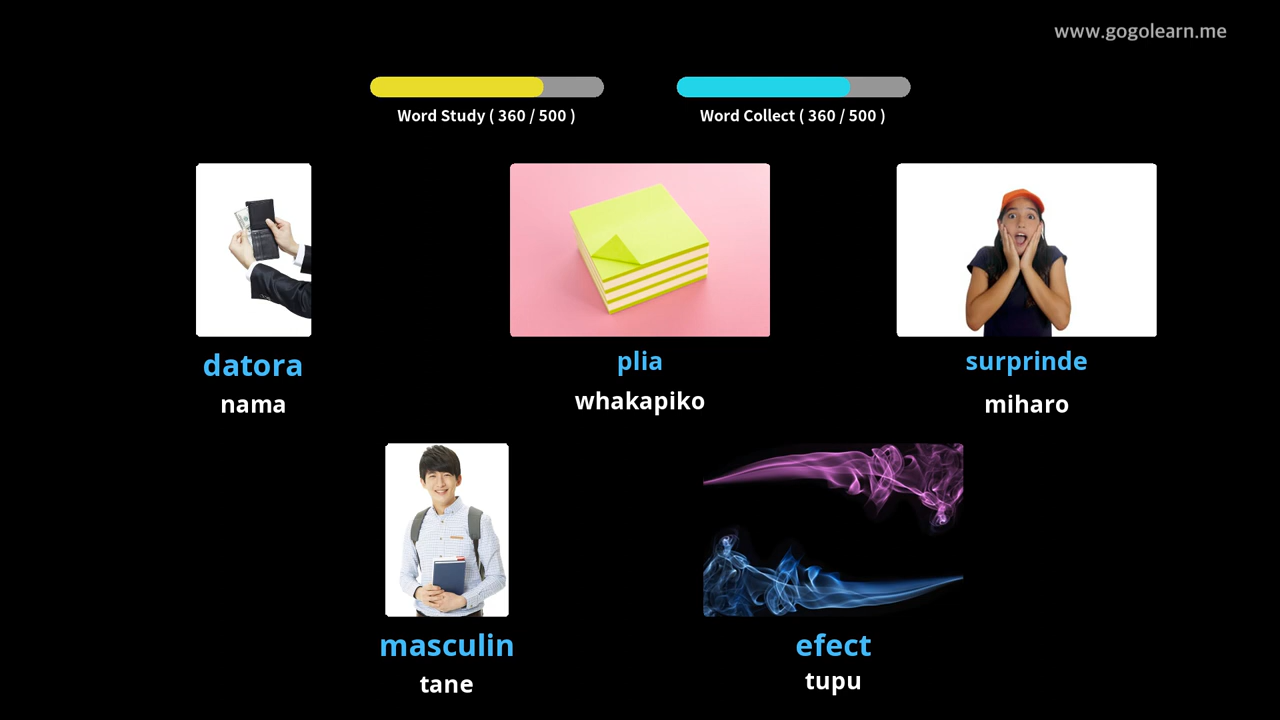 www.gogolearn.me
Word Study ( 360 / 500 )
Word Collect ( 360 / 500 )
datora
nama
plia
whakapiko
surprinde
miharo
masculin
tane
efect
tupu